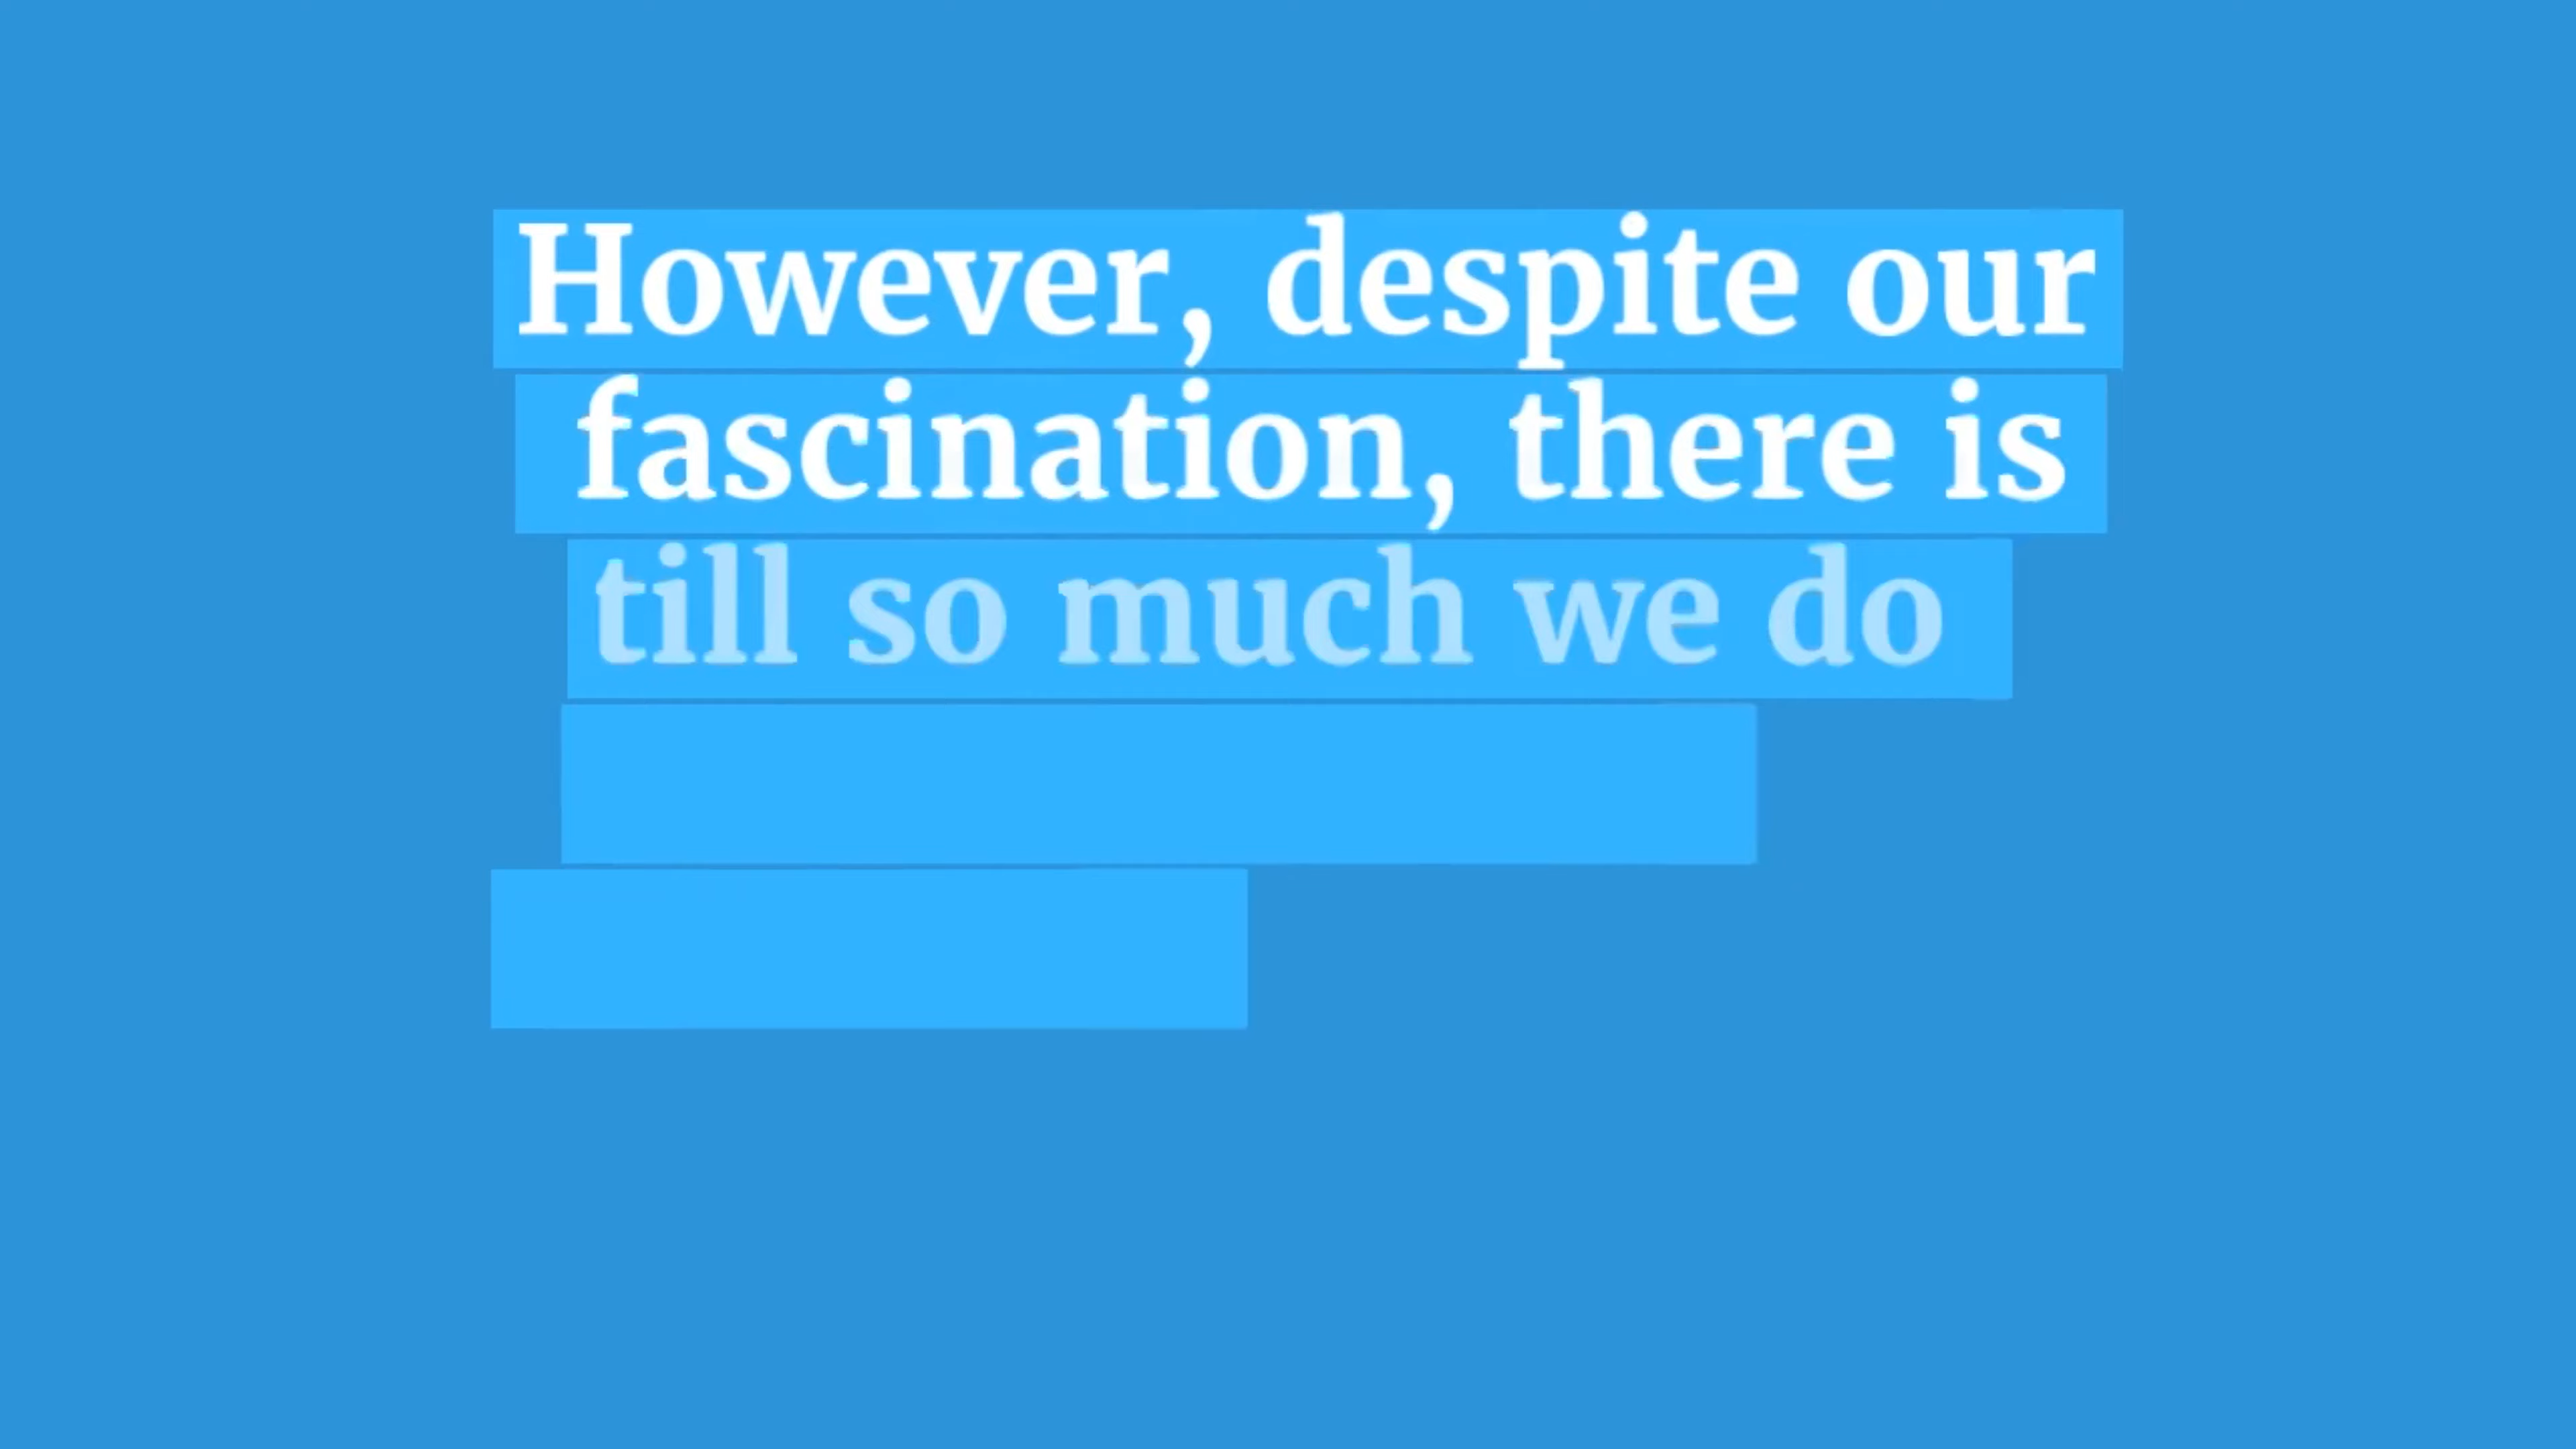 However, despite our
fascination, there is
till so much we do